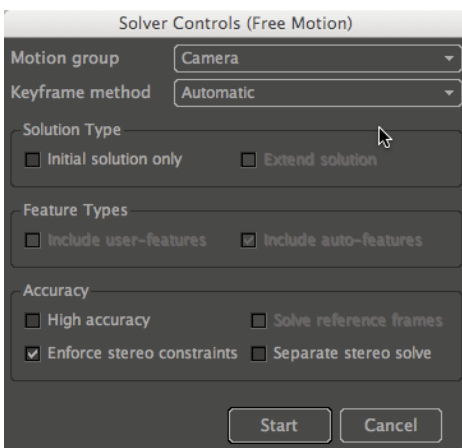 Solver Controls (Free Motion)
Motion group Camera
Keyframe method Automatic
Solution Type
Initial solution only Extend solution
Feature Types
Include user-features Include auto-features
Accuracy
High accuracy Solve reference frames
Enforce stereo constraints Separate stereo solve
Start Cancel